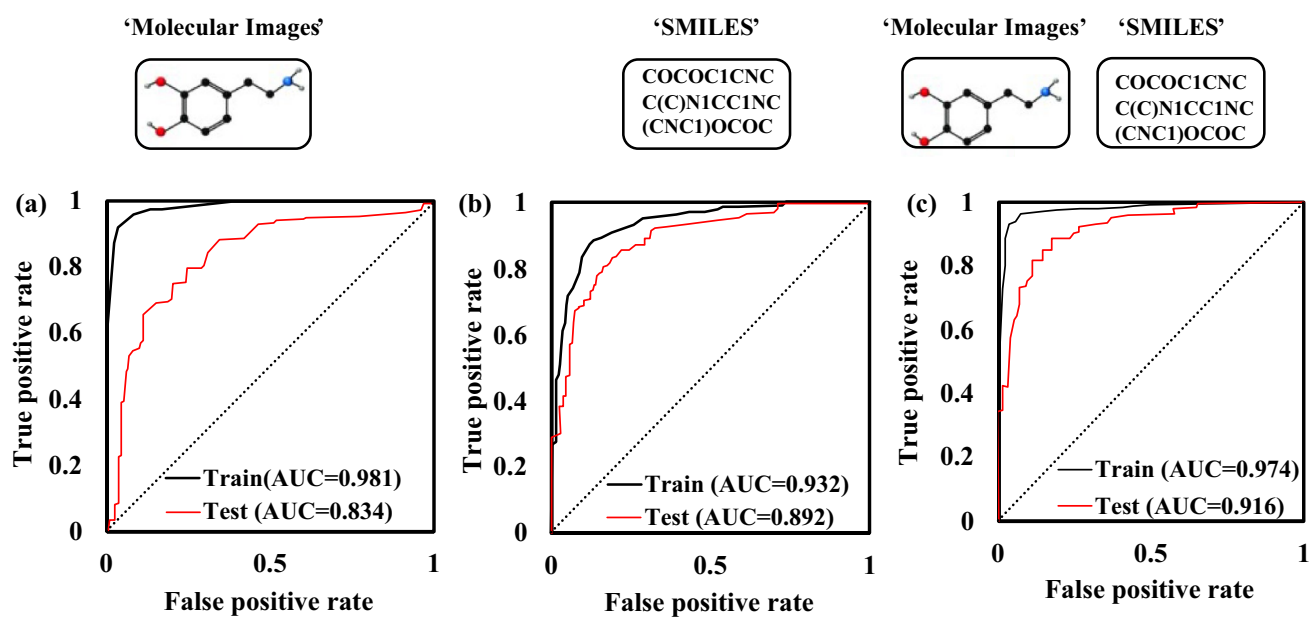 ‘Molecular Images’
‘SMILES’
COCOC1CNC
C(C)N1CC1NC
(CNC1)OCOC
‘Molecular Images’ ‘SMILES’
COCOC1CNC
C(C)N1CC1NC
(CNC1)OCOC
(a)
True positive rate
1
0.8
0.6
0.4
0.2
0
Train(AUC=0.981)
Test (AUC=0.834)
0 0.5 1
False positive rate
(b)
True positive rate
1
0.8
0.6
0.4
0.2
0
Train (AUC=0.932)
Test (AUC=0.892)
0 0.5 1
False positive rate
(c)
True positive rate
1
0.8
0.6
0.4
0.2
0
Train (AUC=0.974)
Test (AUC=0.916)
0 0.5 1
False positive rate